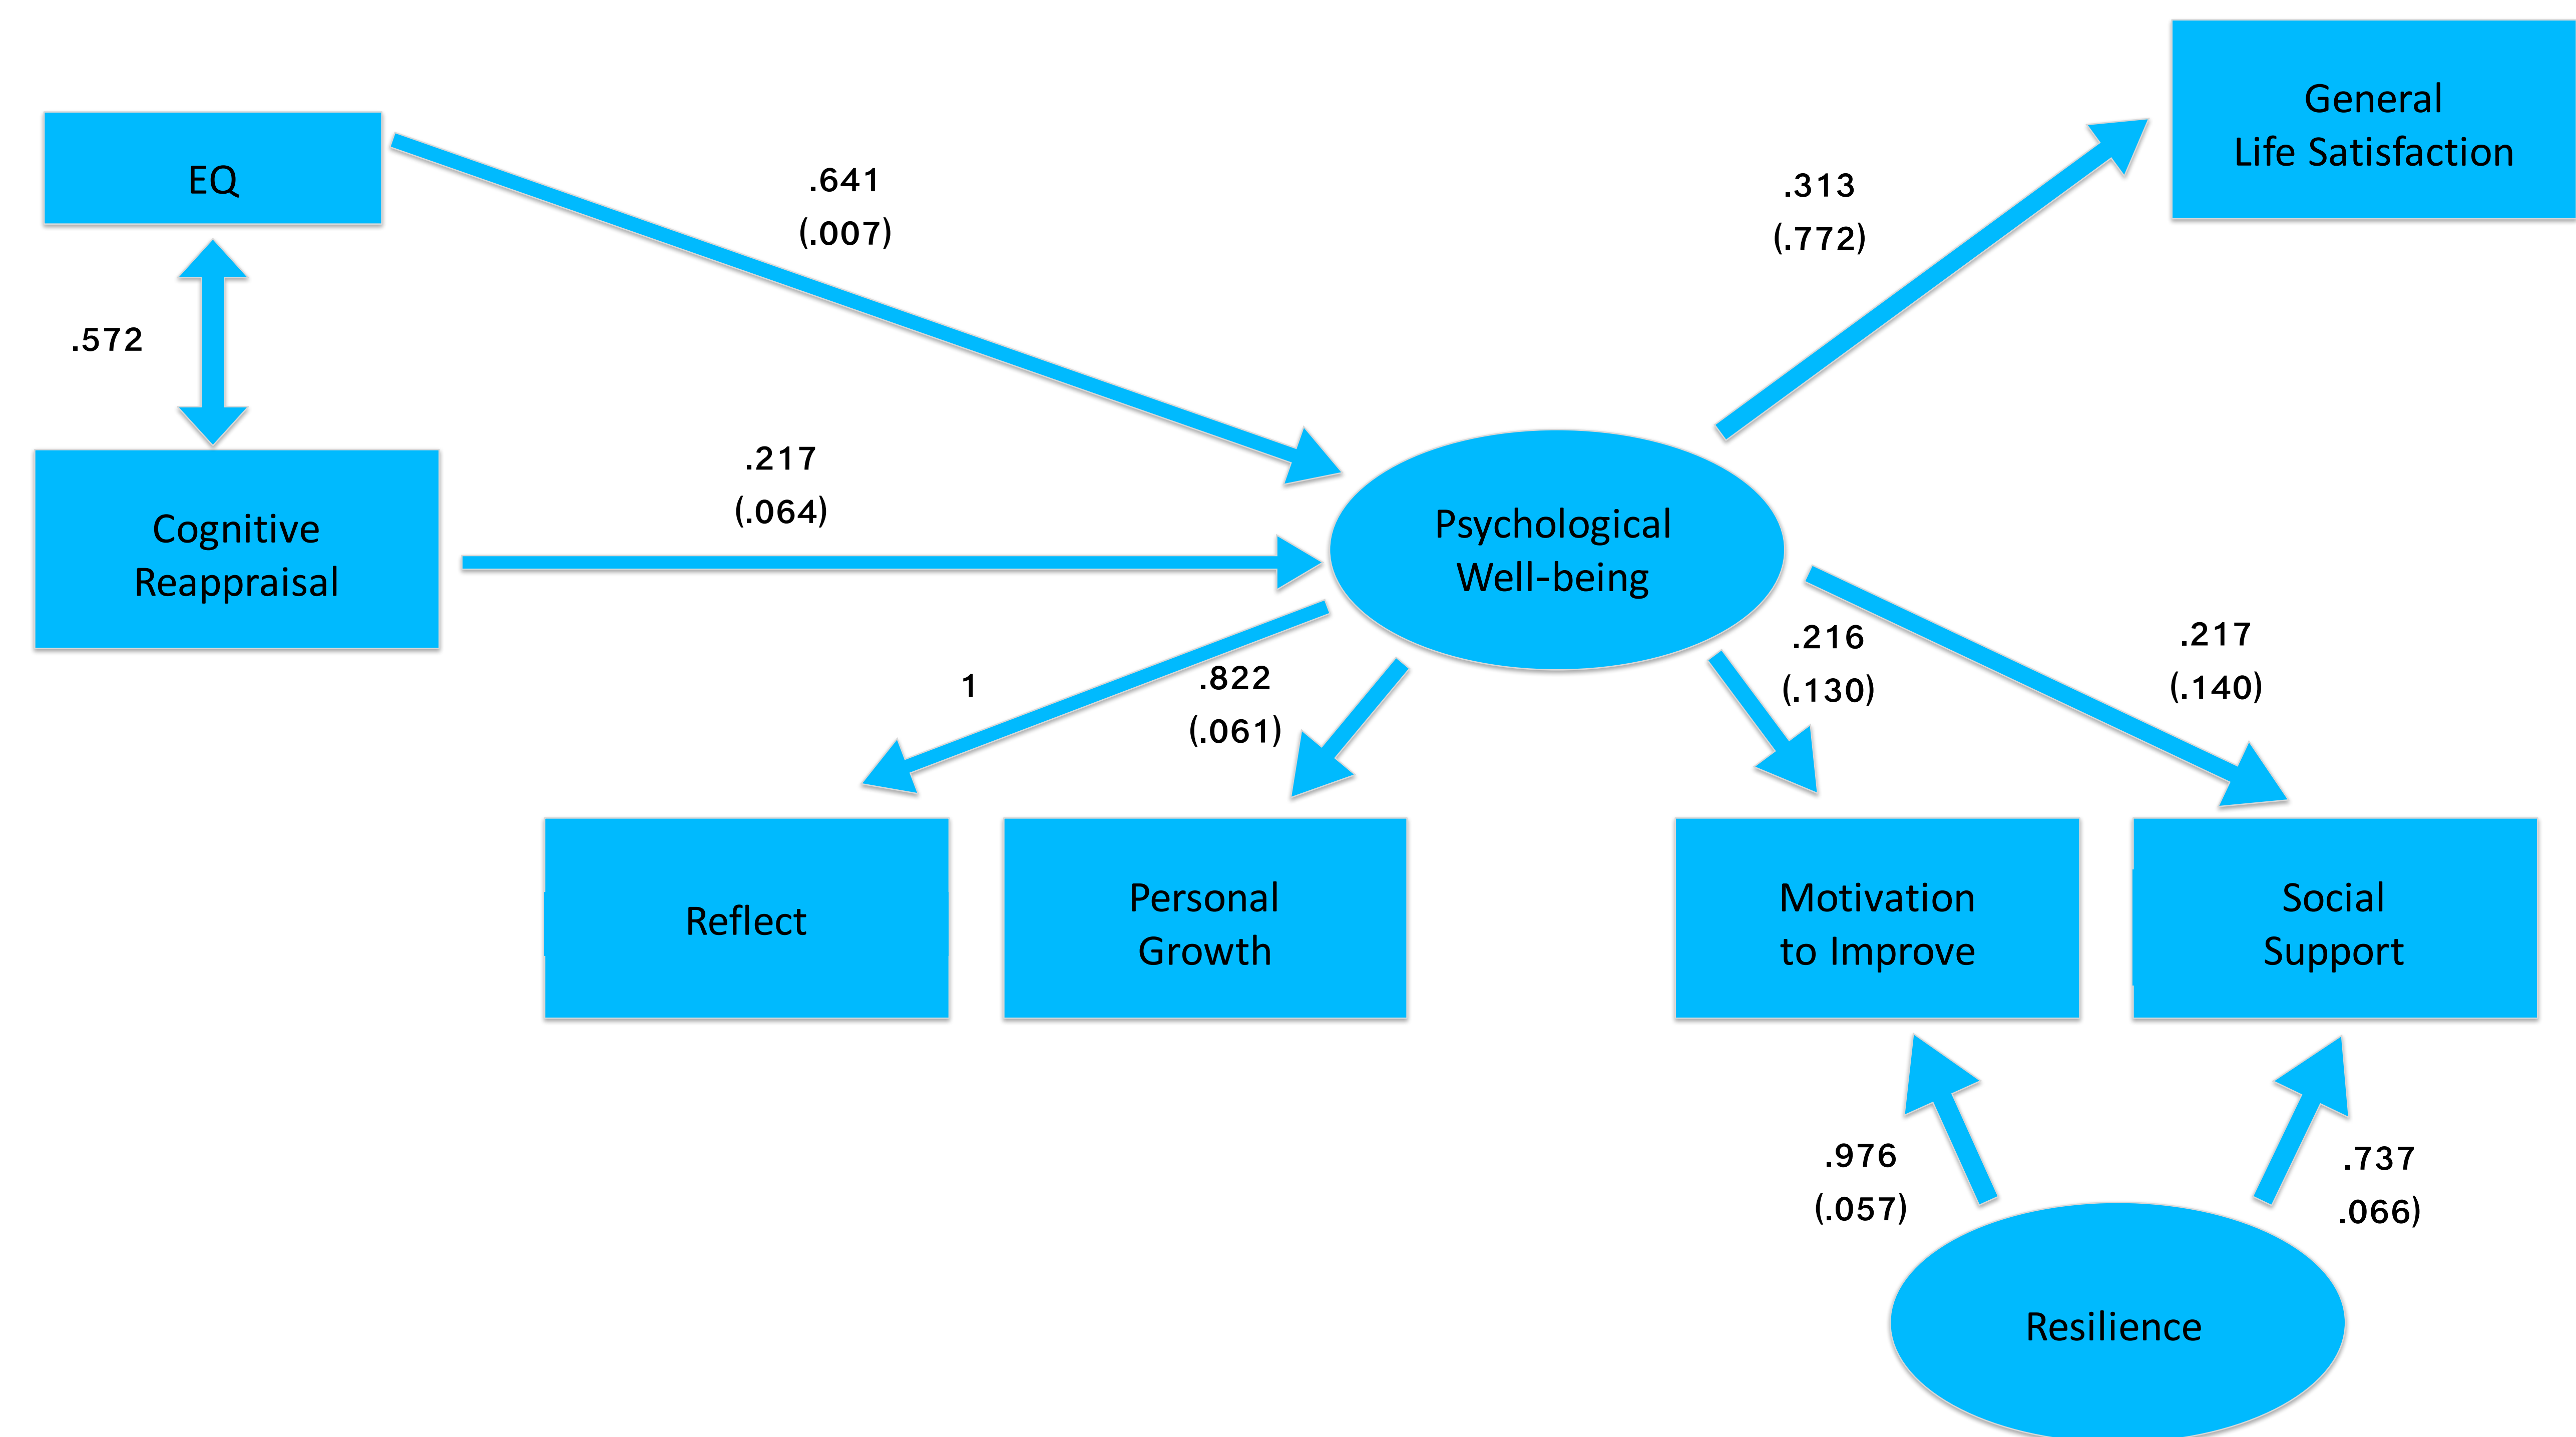 General
Life Satisfaction
EQ
.641
(.007)
.313
(.772)
.572
.217
(.064)
Cognitive
Reappraisal
Psychological
Well-being
1
.822
(.061)
.216
(.130)
.217
(.140)
Reflect
Personal
Growth
Motivation
to Improve
Social
Support
.976
(.057)
.737
.066)
Resilience